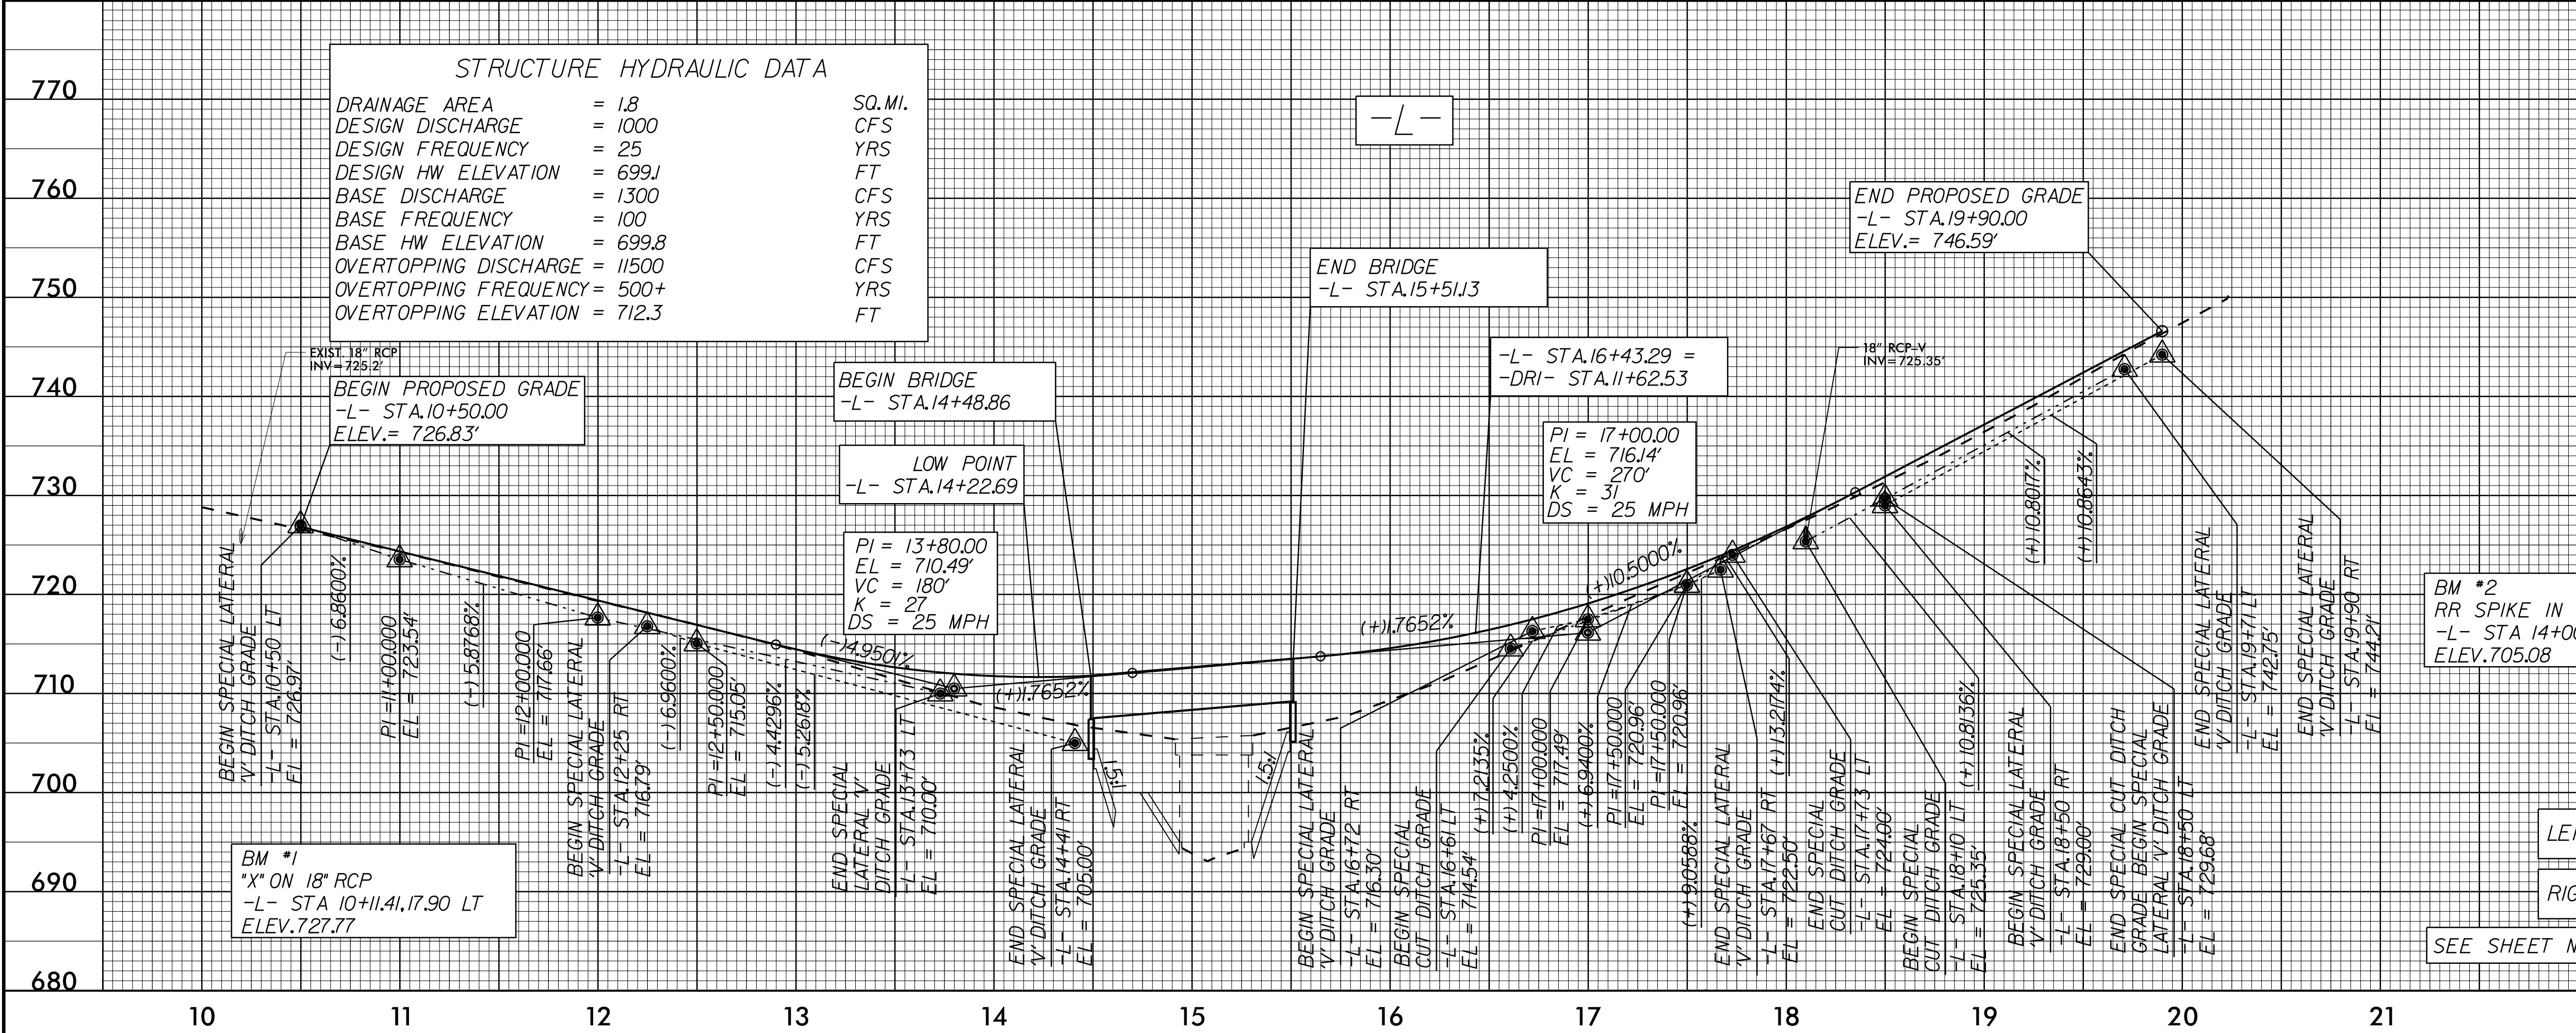 STRUCTURE HYDRAULIC DATA
DRAINAGE AREA = 1.8 SQ.MI.
DESIGN DISCHARGE = 1000 CFS
DESIGN FREQUENCY = 25 YRS
DESIGN HW ELEVATION = 699.1 FT
BASE DISCHARGE = 1300 CFS
BASE FREQUENCY = 100 YRS
BASE HW ELEVATION = 699.8 FT
OVERTOPPING DISCHARGE = 11500 CFS
OVERTOPPING FREQUENCY = 500+ YRS
OVERTOPPING ELEVATION = 712.3 FT
-L-
770
760
750
740
730
720
710
700
690
680
EXIST. 18" RCP
INV=725.2'
BEGIN PROPOSED GRADE
-L- STA.10+50.00
ELEV.= 726.83'
BEGIN BRIDGE
-L- STA.14+48.86
LOW POINT
-L- STA.14+22.69
PI = 13+80.00
EL = 710.49'
VC = 180'
K = 27
DS = 25 MPH
END BRIDGE
-L- STA.15+51.13
-L- STA.16+43.29 =
-DR1- STA.11+62.53
PI = 17+00.00
EL = 716.14'
VC = 270'
K = 31
DS = 25 MPH
18" RCP-V
INV=725.35'
END PROPOSED GRADE
-L- STA.19+90.00
ELEV.= 746.59'
BM #2
RR SPIKE IN
-L- STA 14+00
ELEV.705.08
BM #1
"X" ON 18" RCP
-L- STA 10+11.41, 17.90 LT
ELEV.727.77
BEGIN SPECIAL LATERAL
'V' DITCH GRADE
-L- STA.10+50 LT
EL = 726.97'
(-)6.8600%
PI =11+00.000
EL = 723.54'
(-)5.8768%
PI =12+00.000
EL = 717.66'
BEGIN SPECIAL LATERAL
'V' DITCH GRADE
-L- STA.12+25 RT
EL = 716.79'
(-)6.9600%
PI =12+50.000
EL = 715.05'
(-)4.4296%
(-)5.2618%
(-)4.9501%
END SPECIAL
LATERAL 'V'
DITCH GRADE
-L- STA.13+73 LT
EL = 710.00'
(+)1.7652%
END SPECIAL LATERAL
'V' DITCH GRADE
-L- STA.14+41 RT
EL = 705.00'
1.5:1
1.5:1
(+)1.7652%
BEGIN SPECIAL LATERAL
'V' DITCH GRADE
-L- STA.16+72 RT
EL = 716.30'
BEGIN SPECIAL
CUT DITCH GRADE
-L- STA.16+61 LT
EL = 714.54'
(+)7.2135%
(+)4.2500%
PI =17+00.000
EL = 717.49'
(+)6.9400%
PI =17+50.000
EL = 720.96'
PI =17+50.000
EL = 720.96'
(+)9.0588%
(+)10.5000%
END SPECIAL LATERAL
'V' DITCH GRADE
-L- STA.17+67 RT
EL = 722.50'
(+)13.2174%
END SPECIAL
CUT DITCH GRADE
-L- STA.17+73 LT
EL = 724.00'
BEGIN SPECIAL
CUT DITCH GRADE
-L- STA.18+10 LT
EL = 725.35'
(+)10.8136%
BEGIN SPECIAL LATERAL
'V' DITCH GRADE
-L- STA.18+50 RT
EL = 729.00'
(+)10.8017%
(+)10.8643%
END SPECIAL CUT DITCH
GRADE BEGIN SPECIAL
LATERAL 'V' DITCH GRADE
-L- STA.18+50 LT
EL = 729.68'
END SPECIAL LATERAL
'V' DITCH GRADE
-L- STA.19+71 LT
EL = 742.75'
END SPECIAL LATERAL
'V' DITCH GRADE
-L- STA.19+90 RT
EL = 744.21'
SEE SHEET
10 11 12 13 14 15 16 17 18 19 20 21